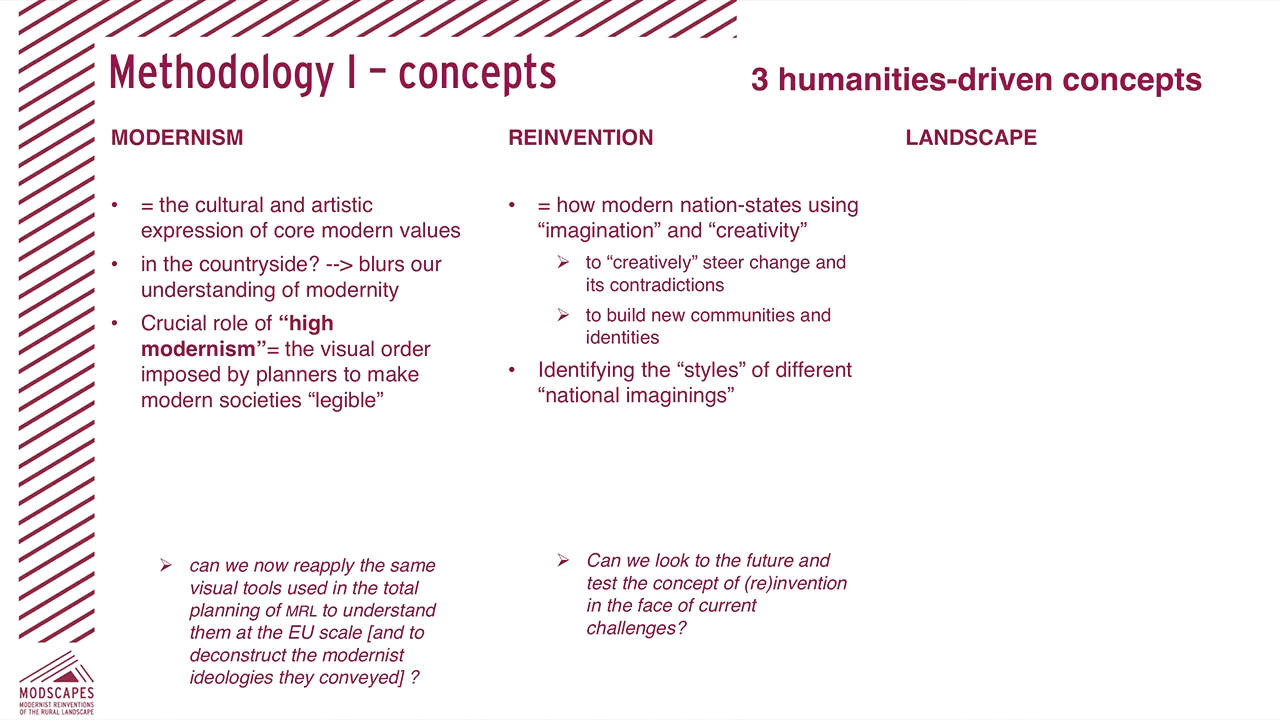 Methodology I – concepts
3 humanities-driven concepts
MODERNISM
• = the cultural and artistic
expression of core modern values
• in the countryside? --> blurs our
understanding of modernity
• Crucial role of “high
modernism”= the visual order
imposed by planners to make
modern societies “legible”
➢ can we now reapply the same
visual tools used in the total
planning of MRL to understand
them at the EU scale [and to
deconstruct the modernist
ideologies they conveyed] ?
REINVENTION
• = how modern nation-states using
“imagination” and “creativity”
➢ to “creatively” steer change and
its contradictions
➢ to build new communities and
identities
• Identifying the “styles” of different
“national imaginings”
➢ Can we look to the future and
test the concept of (re)invention
in the face of current
challenges?
LANDSCAPE
MODSCAPES
MODERNIST REINVENTIONS
OF THE RURAL LANDSCAPE